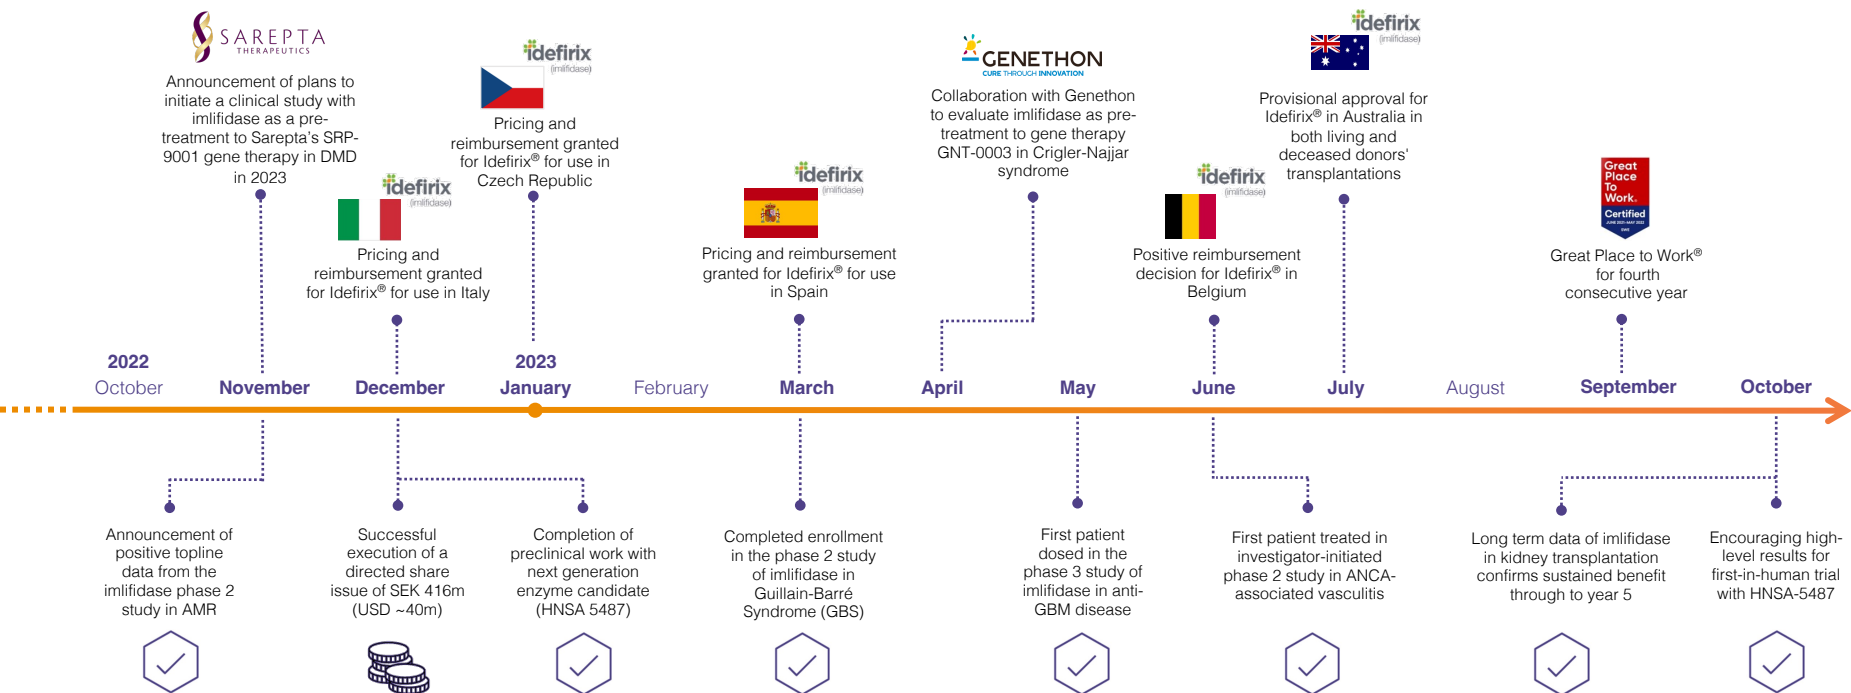 SAREPTA
THERAPEUTICS
Announcement of plans to
initiate a clinical study with
imlifidase as a pre-
treatment to Sarepta's SRP-
9001 gene therapy in DMD
in 2023
idefirix
(imlifidase)
Pricing and
reimbursement granted
for Idefirix® for use in Italy
idefirix
(imlifidase)
Pricing and
reimbursement granted
for Idefirix® for use in
Czech Republic
idefirix
(imlifidase)
Pricing and reimbursement
granted for Idefirix® for use
in Spain
GENETHON
CURE THROUGH INNOVATION
Collaboration with Genethon
to evaluate imlifidase as pre-
treatment to gene therapy
GNT-0003 in Crigler-Najjar
syndrome
idefirix
(imlifidase)
Positive reimbursement
decision for Idefirix® in
Belgium
idefirix
(imlifidase)
Provisional approval for
Idefirix® in Australia in
both living and
deceased donors'
transplantations
Great
Place
To
Work.
Certified
JUNE 2021-MAY 2022
SWE
Great Place to Work®
for fourth
consecutive year
2022
October
November
December
2023
January
February
March
April
May
June
July
August
September
October
Announcement of
positive topline
data from the
imlifidase phase 2
study in AMR
Successful
execution of a
directed share
issue of SEK 416m
(USD ~40m)
Completion of
preclinical work with
next generation
enzyme candidate
(HNSA 5487)
Completed enrollment
in the phase 2 study
of imlifidase in
Guillain-Barré
Syndrome (GBS)
First patient
dosed in the
phase 3 study of
imlifidase in anti-
GBM disease
First patient treated in
investigator-initiated
phase 2 study in ANCA-
associated vasculitis
Long term data of imlifidase
in kidney transplantation
confirms sustained benefit
through to year 5
Encouraging high-
level results for
first-in-human trial
with HNSA-5487